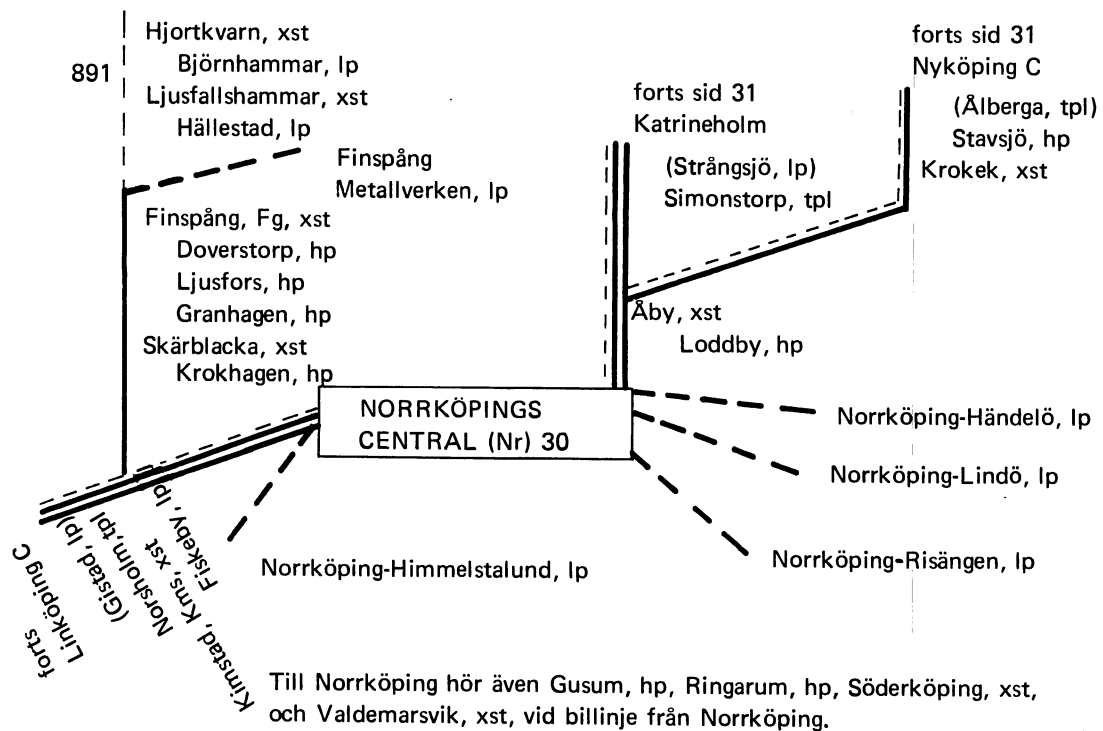 Hjortkvarn, xst
891
Björnhammar, lp
Ljusfallshammar, xst
Hällestad, lp
Finspång
Metallverken, lp
Finspång, Fg, xst
Doverstorp, hp
Ljusfors, hp
Granhagen, hp
Skärblacka, xst
Krokhagen, hp
forts sid 31
Katrineholm
(Strångsjö, lp)
Simonstorp, tpl
forts sid 31
Nyköping C
(Ålberga, tpl)
Stavsjö, hp
Krokek, xst
Åby, xst
Loddby, hp
NORRKÖPINGS
CENTRAL (Nr) 30
Norrköping-Händelö, lp
Norrköping-Lindö, lp
Norrköping-Risängen, lp
Norrköping-Himmelstalund, lp
forts
Linköping C
(Gistad, lp)
Norsholm, tpl
Kimstad, Kms, xst
Fiskeby, lp
Till Norrköping hör även Gusum, hp, Ringarum, hp, Söderköping, xst,
och Valdemarsvik, xst, vid billinje från Norrköping.